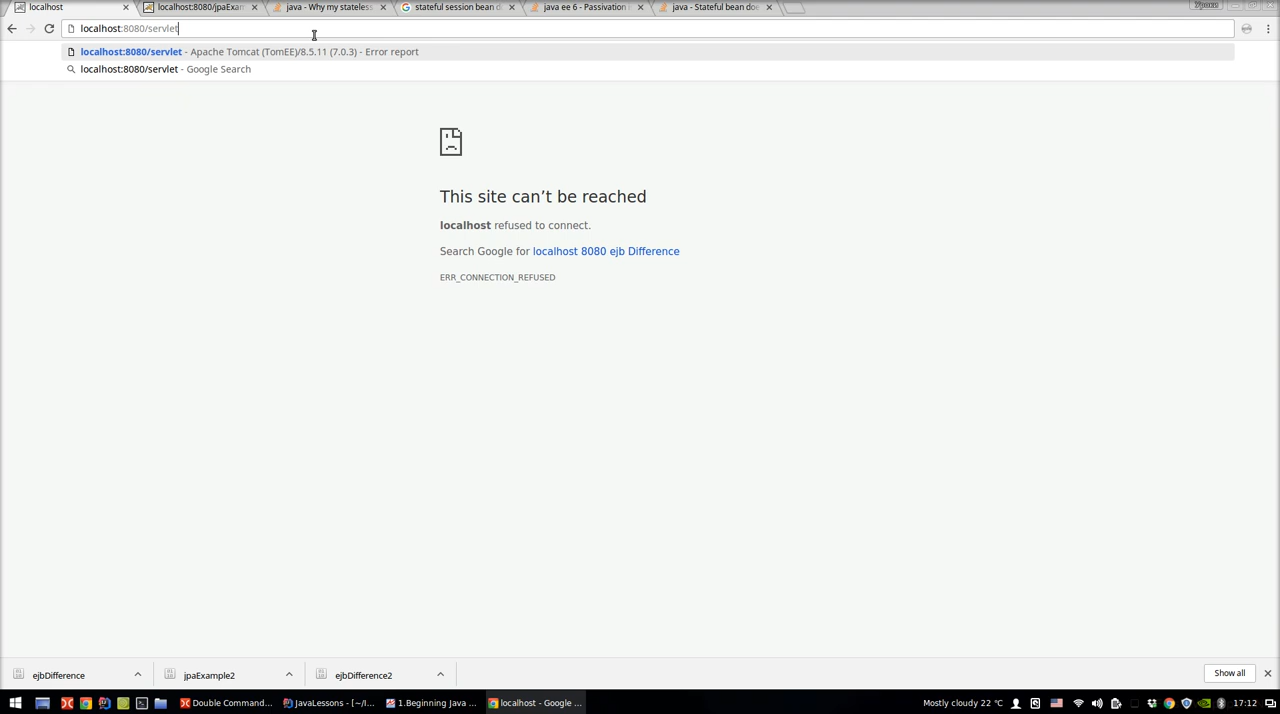 localhost
localhost:8080/jpaExam
java - Why my stateless
stateful session bean d
java ee 6 - Passivation i
java - Stateful bean doe
Уроки
localhost:8080/servlet
localhost:8080/servlet - Apache Tomcat (TomEE)/8.5.11 (7.0.3) - Error report
localhost:8080/servlet - Google Search
This site can’t be reached
localhost refused to connect.
Search Google for localhost 8080 ejb Difference
ERR_CONNECTION_REFUSED
ejbDifference
jpaExample2
ejbDifference2
Show all
Double Command...
JavaLessons - [~/I...
1.Beginning Java ...
localhost - Google ...
Mostly cloudy 22 °C
17:12